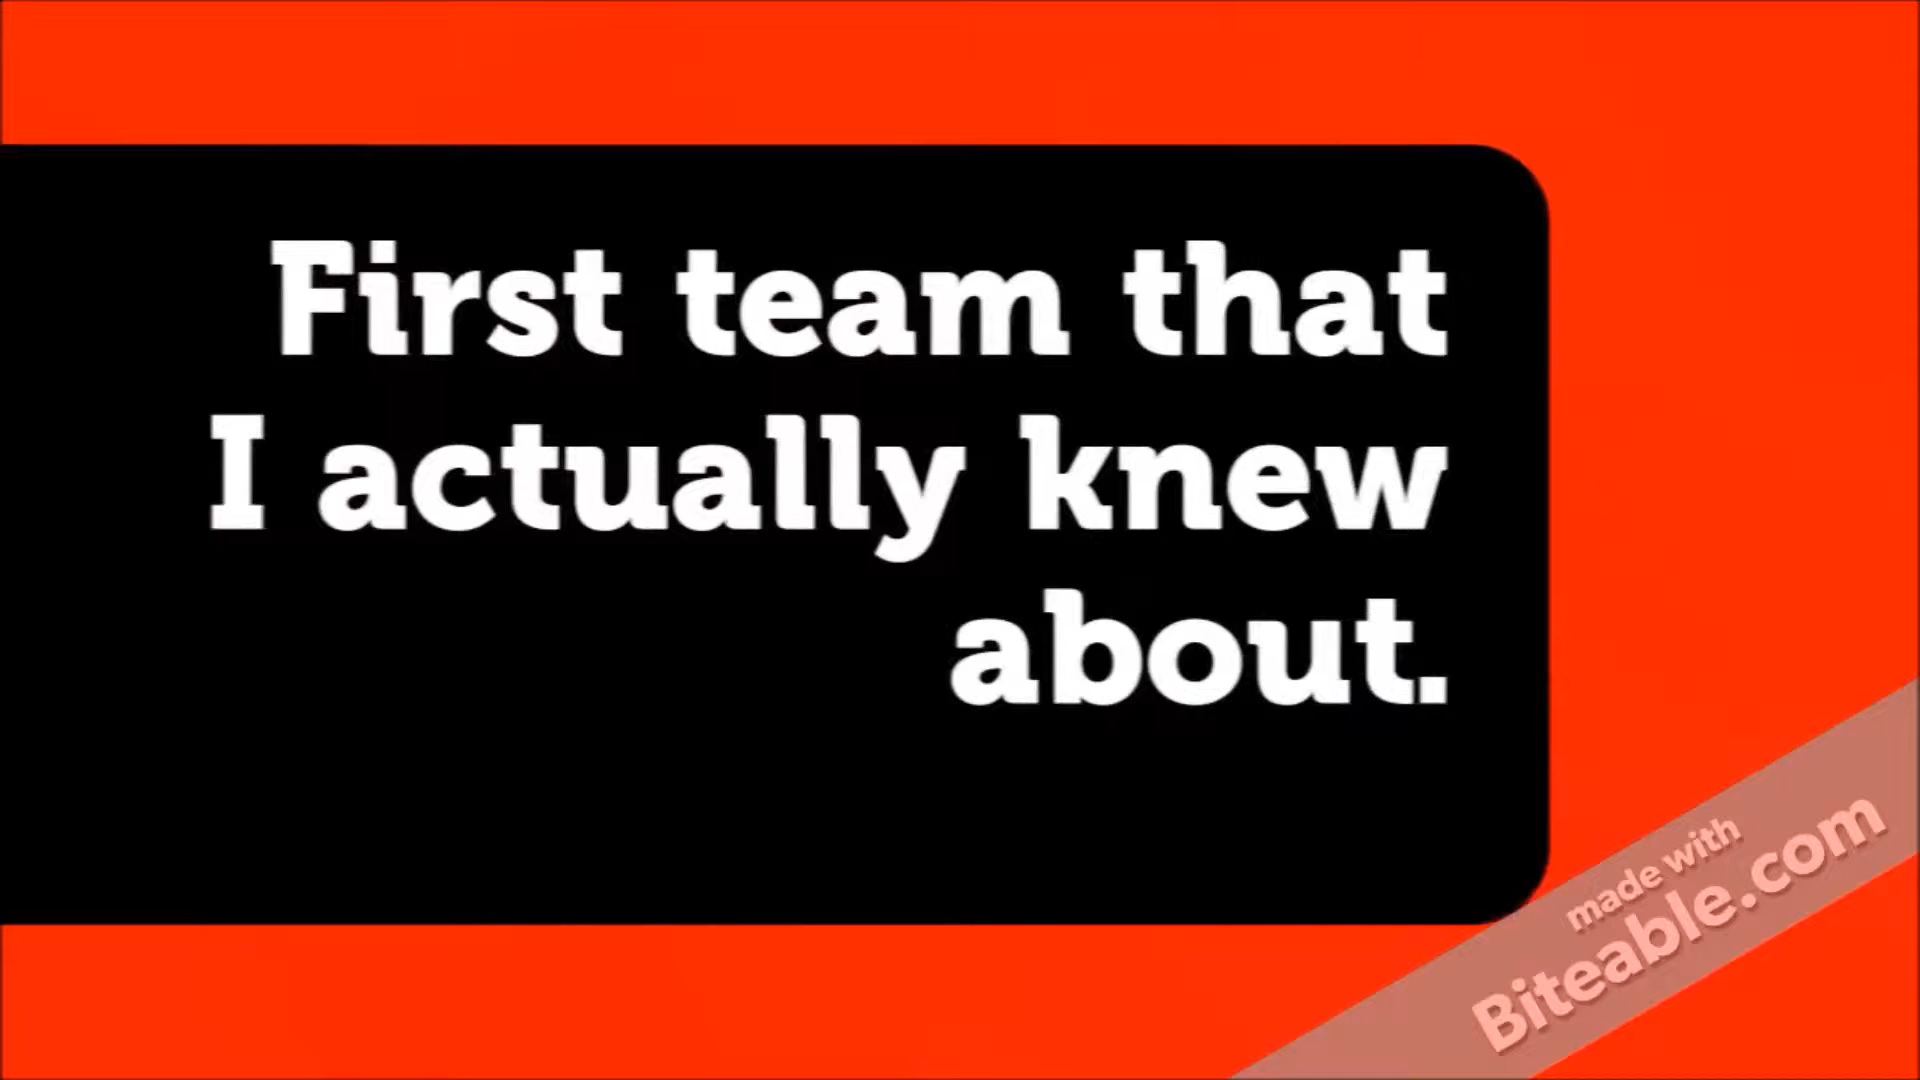 First team that
I actually knew
about.
made with
Biteable.com